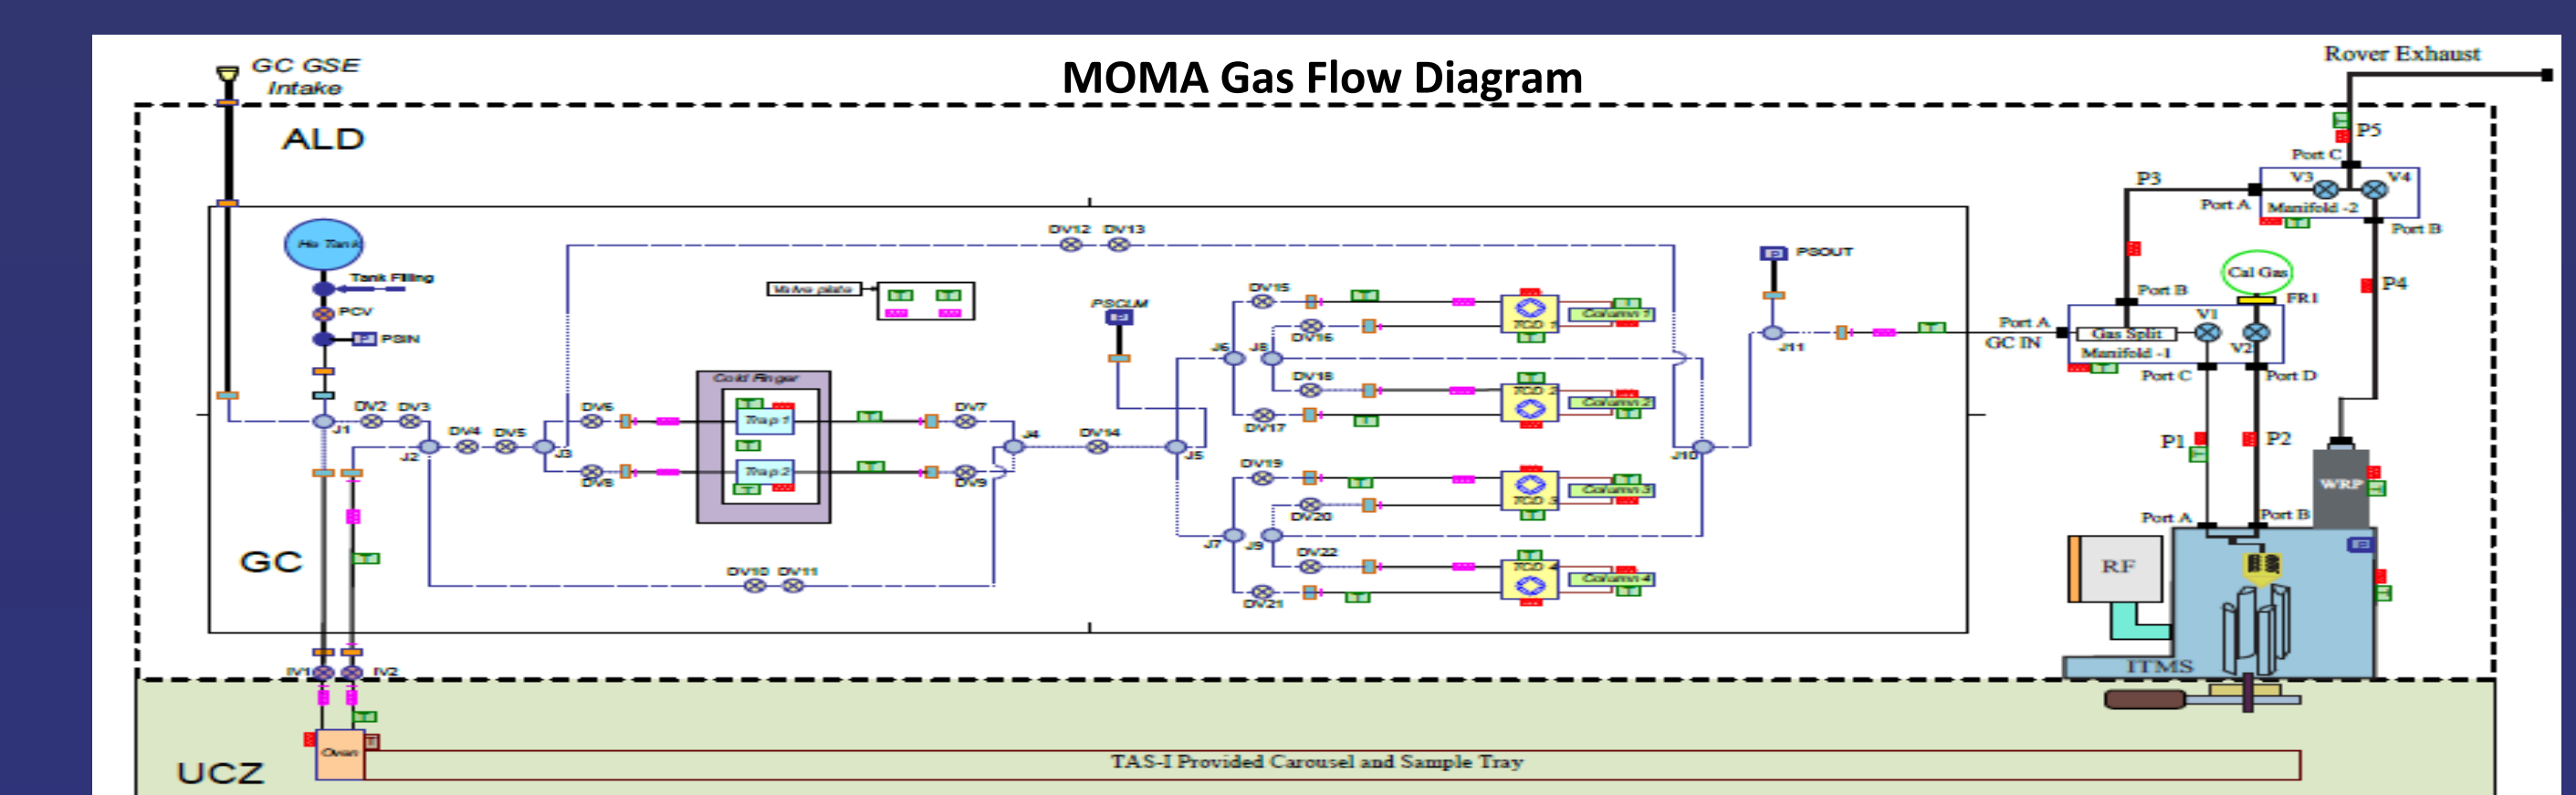 MOMA Gas Flow Diagram
GC GSE
Intake
Rover Exhaust
ALD
P5
Port C
V3
V4
P3
Port A
Manifold -2
Port B
He Tank
Tank Filling
PCV
PSIN
DV12
DV13
Valve plate
PSCLM
PSOUT
Cal Gas
P4
Port B
FR1
V1
Port A
GC IN
Gas Split
V2
Manifold -1
Port C
Port D
DV15
TCD 1
Column 1
DV16
J6
J8
J11
DV18
TCD 2
Column 2
DV17
Cold Finger
J1
DV2
DV3
DV6
Trap 1
DV7
J2
DV4
DV5
J3
J4
DV14
J5
J10
DV8
Trap 2
DV9
DV19
TCD 3
Column 3
DV20
J7
J9
DV22
TCD 4
Column 4
DV21
DV10
DV11
GC
P1
P2
WRP
Port A
Port B
RF
ITMS
IV1
IV2
Oven
UCZ
TAS-I Provided Carousel and Sample Tray